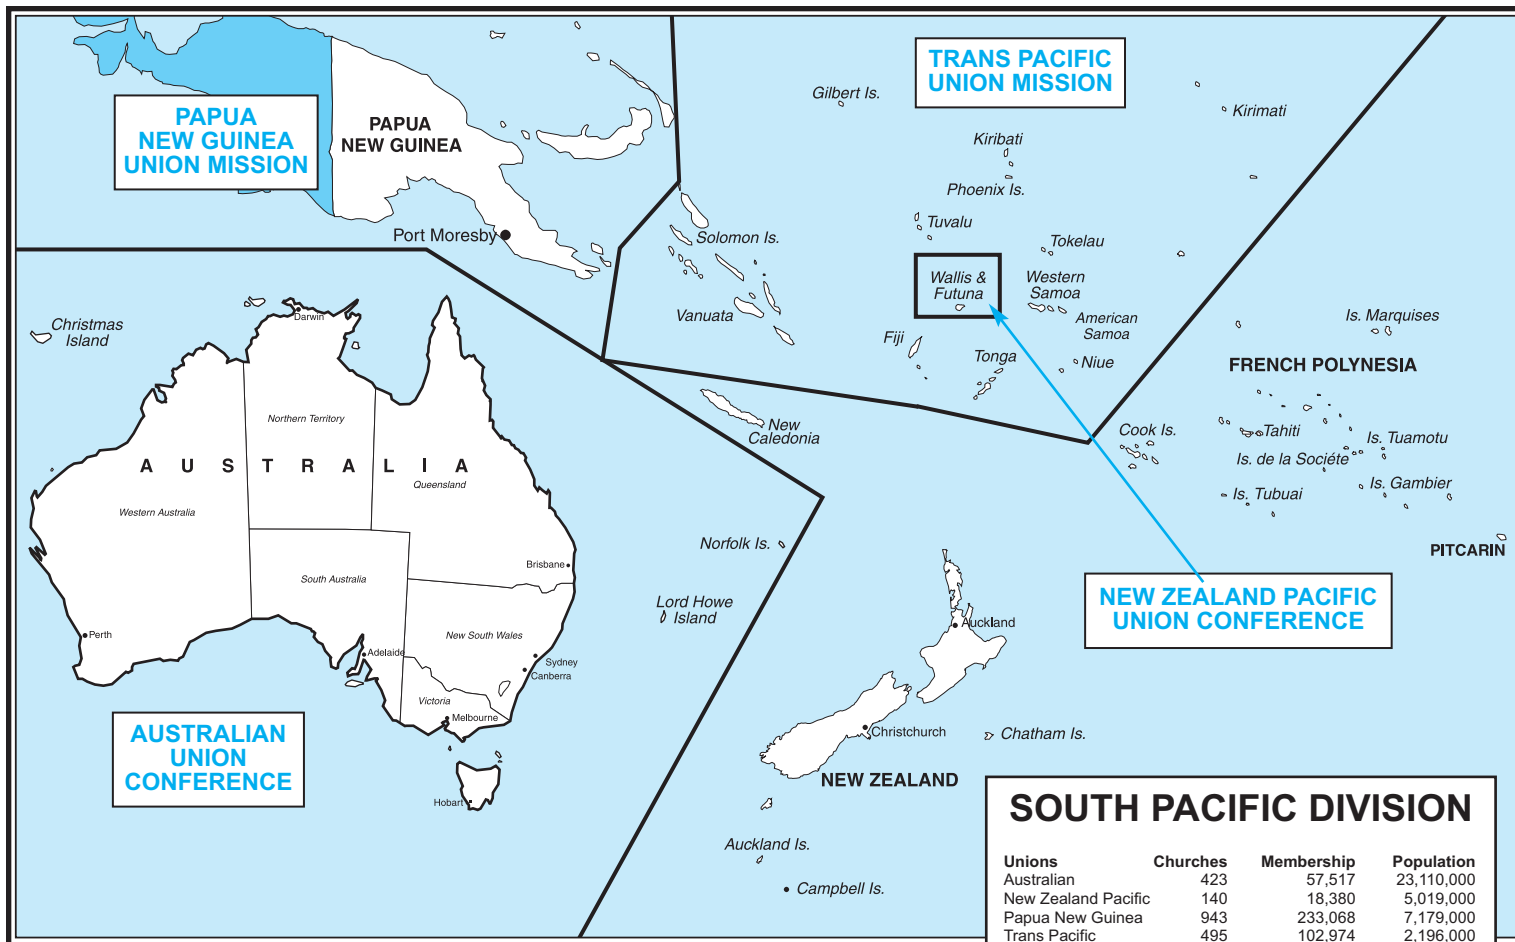 PAPUA
NEW GUINEA
UNION MISSION
PAPUA
NEW GUINEA
Port Moresby
TRANS PACIFIC
UNION MISSION
Gilbert Is.
Kirimati
Kiribati
Phoenix Is.
Tuvalu
Solomon Is.
Tokelau
Wallis &
Futuna
Western
Samoa
Vanuata
American
Samoa
Fiji
Tonga
Niue
Is. Marquises
FRENCH POLYNESIA
Christmas
Island
Darwin
Northern Territory
AUSTRALIA
Queensland
Western Australia
South Australia
Brisbane
New South Wales
Perth
Adelaide
Sydney
Canberra
Victoria
Melbourne
Hobart
AUSTRALIAN
UNION
CONFERENCE
New
Caledonia
Cook Is.
Tahiti
Is. Tuamotu
Is. de la Sociéte
Is. Gambier
Is. Tubuai
PITCARIN
Norfolk Is.
Lord Howe
Island
NEW ZEALAND PACIFIC
UNION CONFERENCE
Auckland
Christchurch
Chatham Is.
NEW ZEALAND
Auckland Is.
Campbell Is.
SOUTH PACIFIC DIVISION
Unions Churches Membership Population
Australian 423 57,517 23,110,000
New Zealand Pacific 140 18,380 5,019,000
Papua New Guinea 943 233,068 7,179,000
Trans Pacific 495 102,974 2,196,000